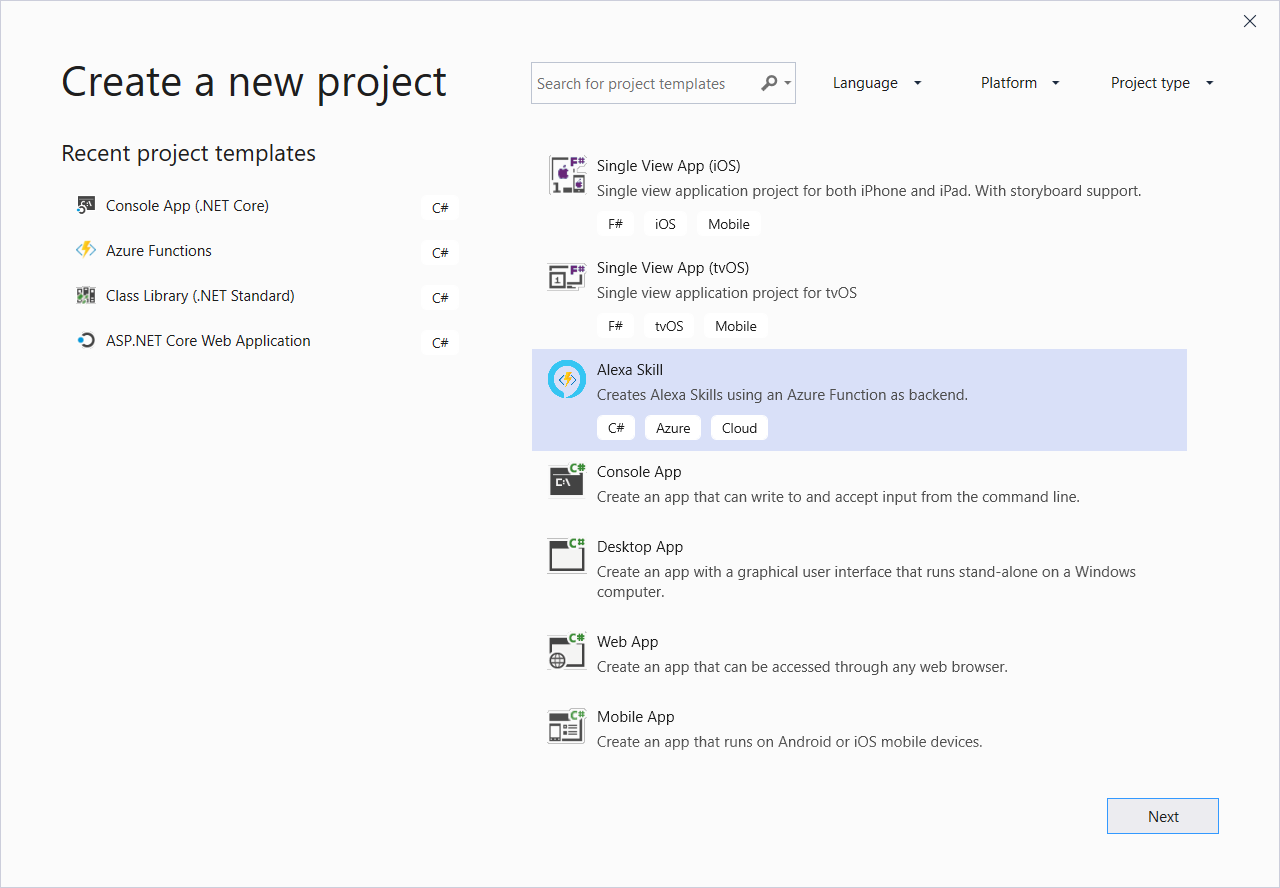 Create a new project
Search for project templates
Language
Platform
Project type
Recent project templates
Console App (.NET Core)
C#
Azure Functions
C#
Class Library (.NET Standard)
C#
ASP.NET Core Web Application
C#
F#
1
Single View App (iOS)
Single view application project for both iPhone and iPad. With storyboard support.
F#
iOS
Mobile
F#
1
Single View App (tvOS)
Single view application project for tvOS
F#
tvOS
Mobile
Alexa Skill
Creates Alexa Skills using an Azure Function as backend.
C#
Azure
Cloud
C#
C:\
Console App
Create an app that can write to and accept input from the command line.
C#
Desktop App
Create an app with a graphical user interface that runs stand-alone on a Windows
computer.
C#
Web App
Create an app that can be accessed through any web browser.
C#
Mobile App
Create an app that runs on Android or iOS mobile devices.
Next